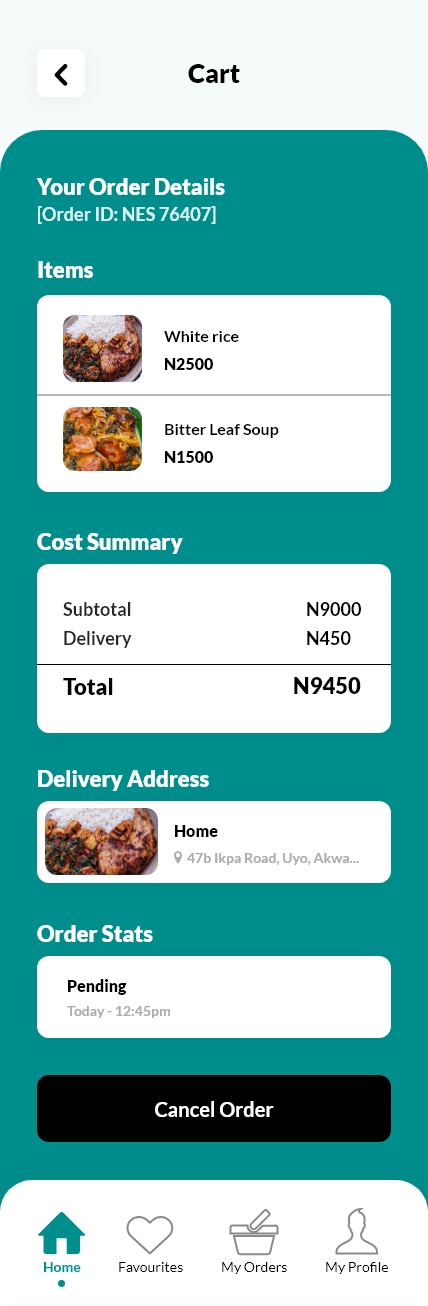 Cart
Your Order Details
[Order ID: NES 76407]
Items
White rice
N2500
Bitter Leaf Soup
N1500
Cost Summary
Subtotal N9000
Delivery N450
Total N9450
Delivery Address
Home
47b Ikpa Road, Uyo, Akwa...
Order Stats
Pending
Today - 12:45pm
Cancel Order
Home Favourites My Orders My Profile